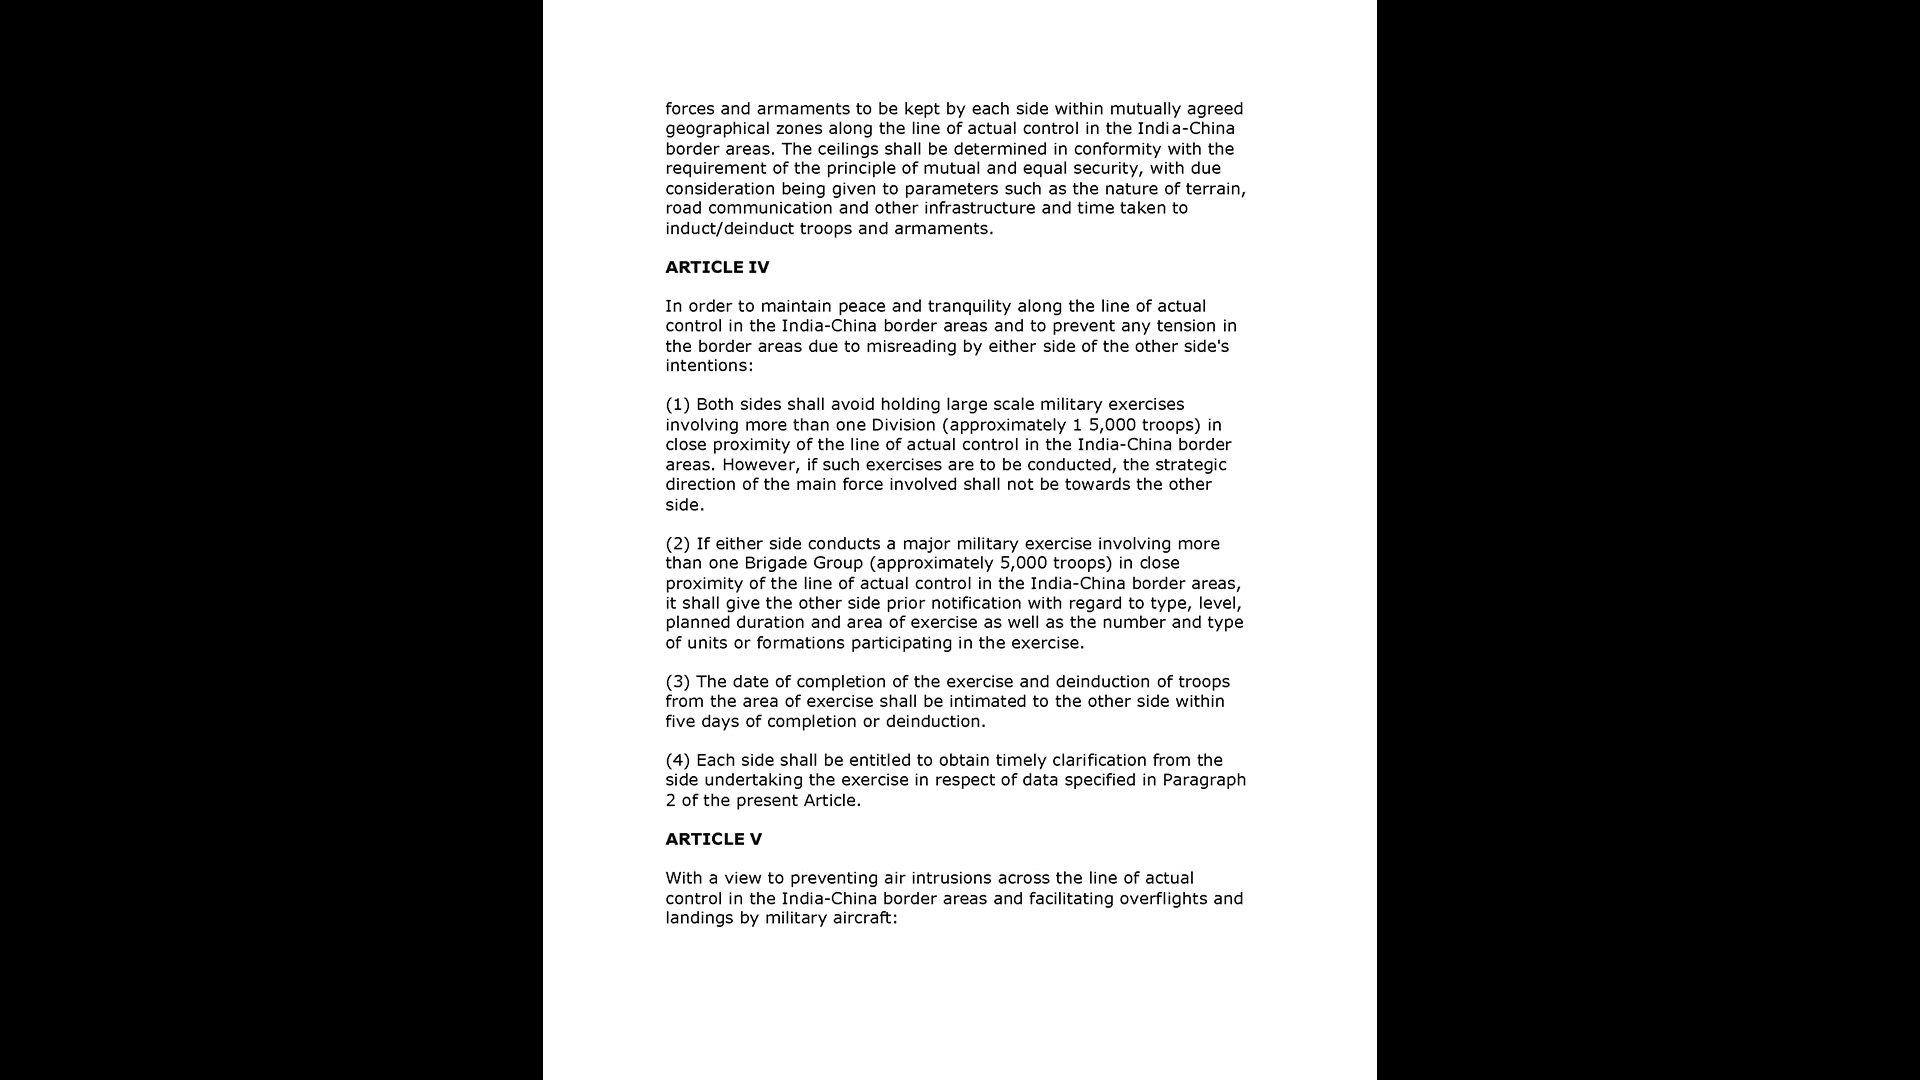 forces and armaments to be kept by each side within mutually agreed
geographical zones along the line of actual control in the India-China
border areas. The ceilings shall be determined in conformity with the
requirement of the principle of mutual and equal security, with due
consideration being given to parameters such as the nature of terrain,
road communication and other infrastructure and time taken to
induct/deinduct troops and armaments.
ARTICLE IV
In order to maintain peace and tranquility along the line of actual
control in the India-China border areas and to prevent any tension in
the border areas due to misreading by either side of the other side's
intentions:
(1) Both sides shall avoid holding large scale military exercises
involving more than one Division (approximately 1 5,000 troops) in
close proximity of the line of actual control in the India-China border
areas. However, if such exercises are to be conducted, the strategic
direction of the main force involved shall not be towards the other
side.
(2) If either side conducts a major military exercise involving more
than one Brigade Group (approximately 5,000 troops) in close
proximity of the line of actual control in the India-China border areas,
it shall give the other side prior notification with regard to type, level,
planned duration and area of exercise as well as the number and type
of units or formations participating in the exercise.
(3) The date of completion of the exercise and deinduction of troops
from the area of exercise shall be intimated to the other side within
five days of completion or deinduction.
(4) Each side shall be entitled to obtain timely clarification from the
side undertaking the exercise in respect of data specified in Paragraph
2 of the present Article.
ARTICLE V
With a view to preventing air intrusions across the line of actual
control in the India-China border areas and facilitating overflights and
landings by military aircraft: